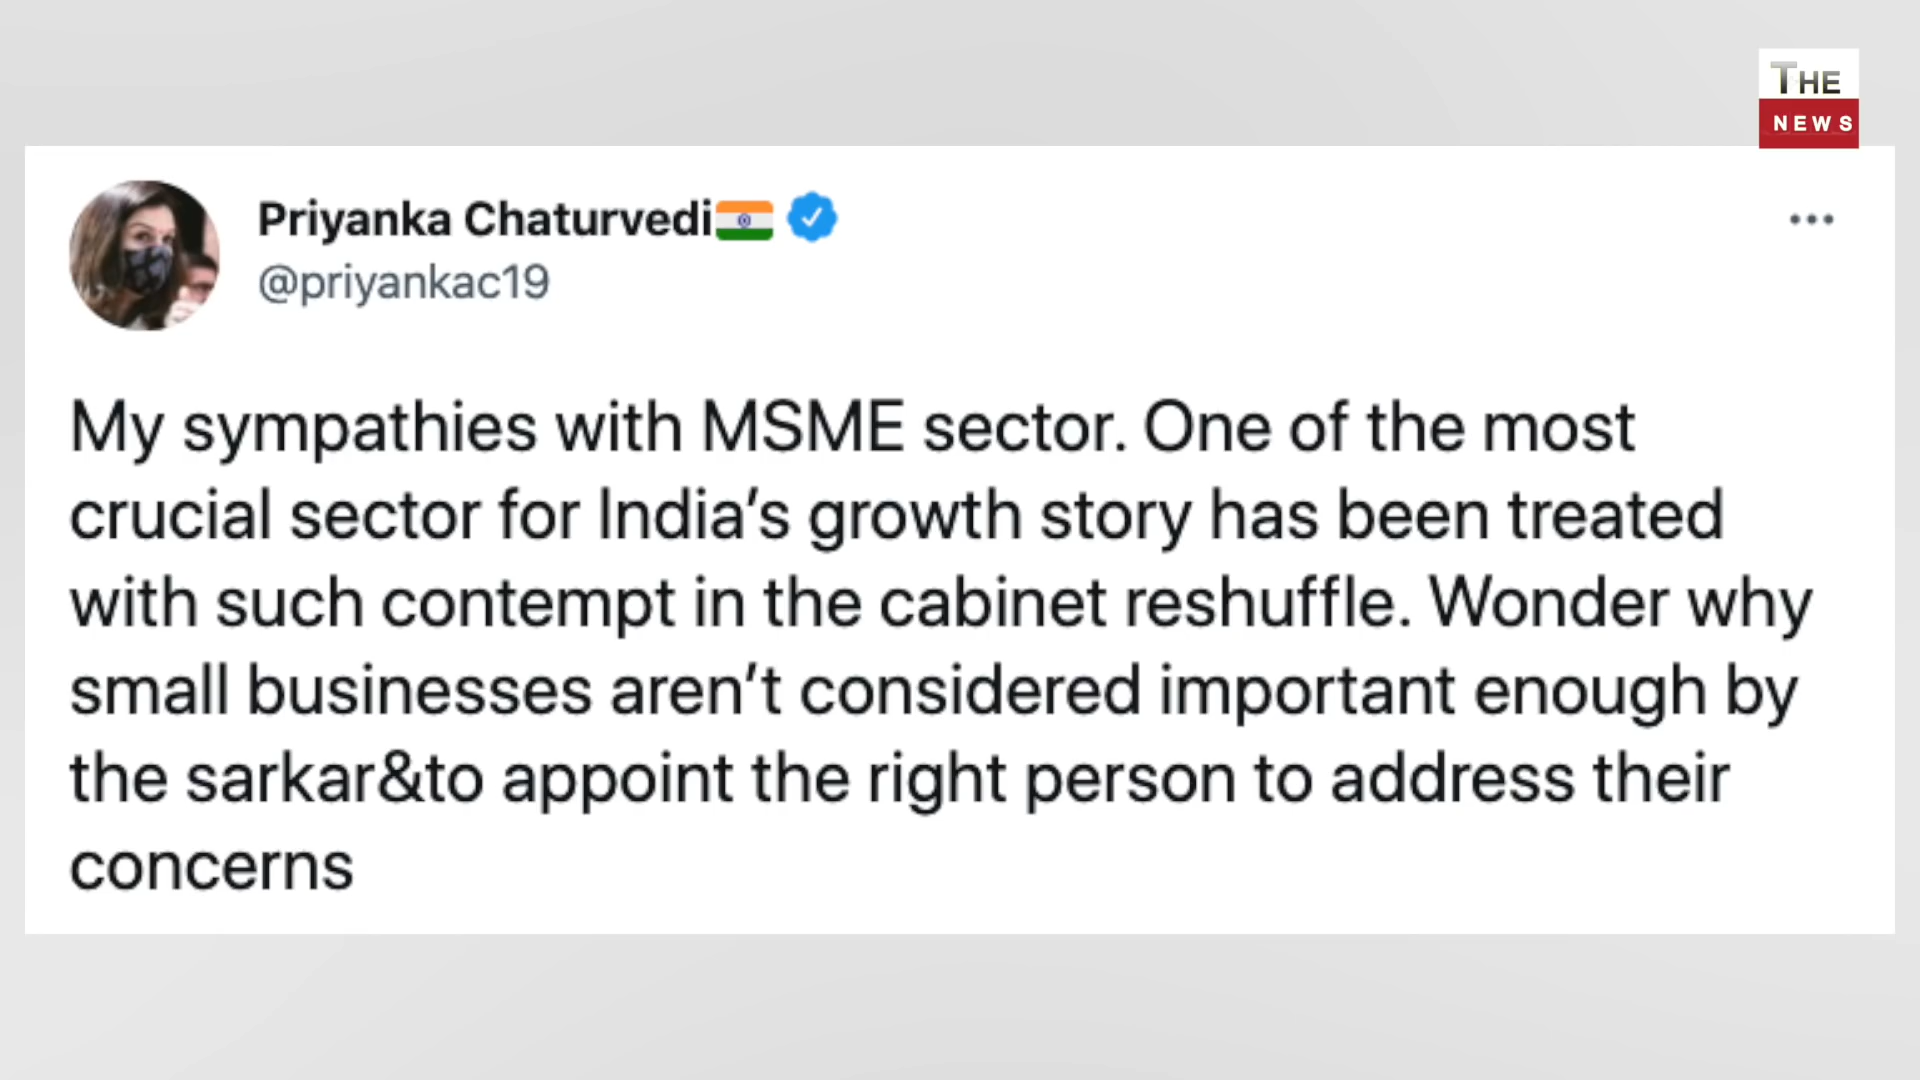 THE
NEWS
Priyanka Chaturvedi
@priyankac19
My sympathies with MSME sector. One of the most
crucial sector for India’s growth story has been treated
with such contempt in the cabinet reshuffle. Wonder why
small businesses aren’t considered important enough by
the sarkar&to appoint the right person to address their
concerns